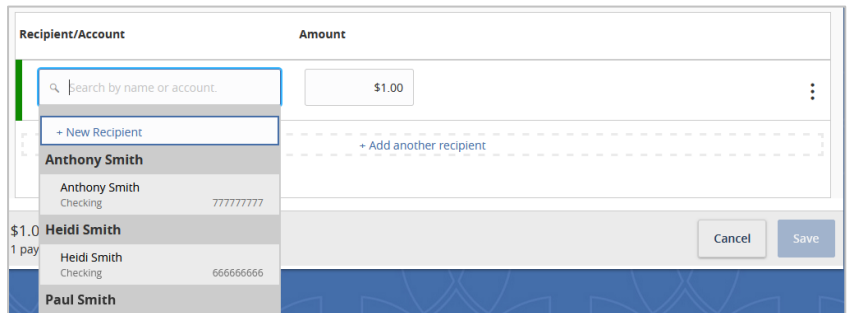 Recipient/Account Amount
Search by name or account. $1.00
+ New Recipient
+ Add another recipient
Anthony Smith
Anthony Smith
Checking 777777777
$1.0
1 pay
Heidi Smith
Heidi Smith
Checking 666666666
Paul Smith
Cancel Save